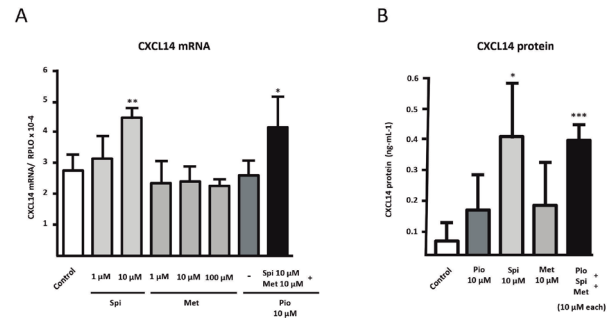 A
CXCL14 mRNA
CXCL14 mRNA/ RPLO x 10-4
6
5
4
3
2
1
**
*
Control
1 µM
10 µM
1 µM
10 µM
100 µM
-
Spi 10 µM
Met 10 µM +
Spi
Met
Pio
10 µM
B
CXCL14 protein
CXCL14 protein (ng-mL-1)
0.6
0.5
0.4
0.3
0.2
0.1
*
***
Control
Pio
10 µM
Spi
10 µM
Met
10 µM
Pio
Spi +
Met +
(10 µM each)